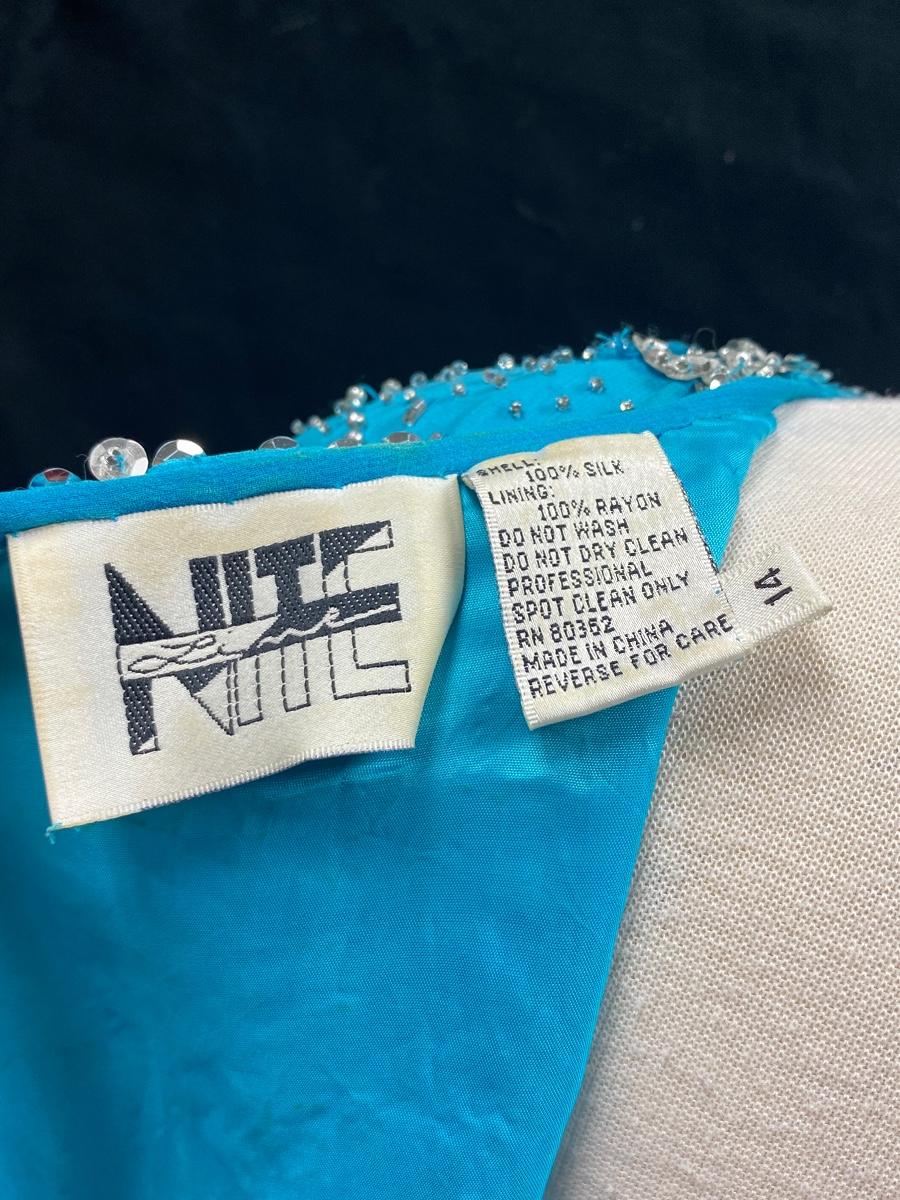 NITE
Line
NITE
SHELL:
100% SILK
LINING:
100% RAYON
DO NOT WASH
DO NOT DRY CLEAN
PROFESSIONAL
SPOT CLEAN ONLY
RN 80352
MADE IN CHINA
REVERSE FOR CARE
14